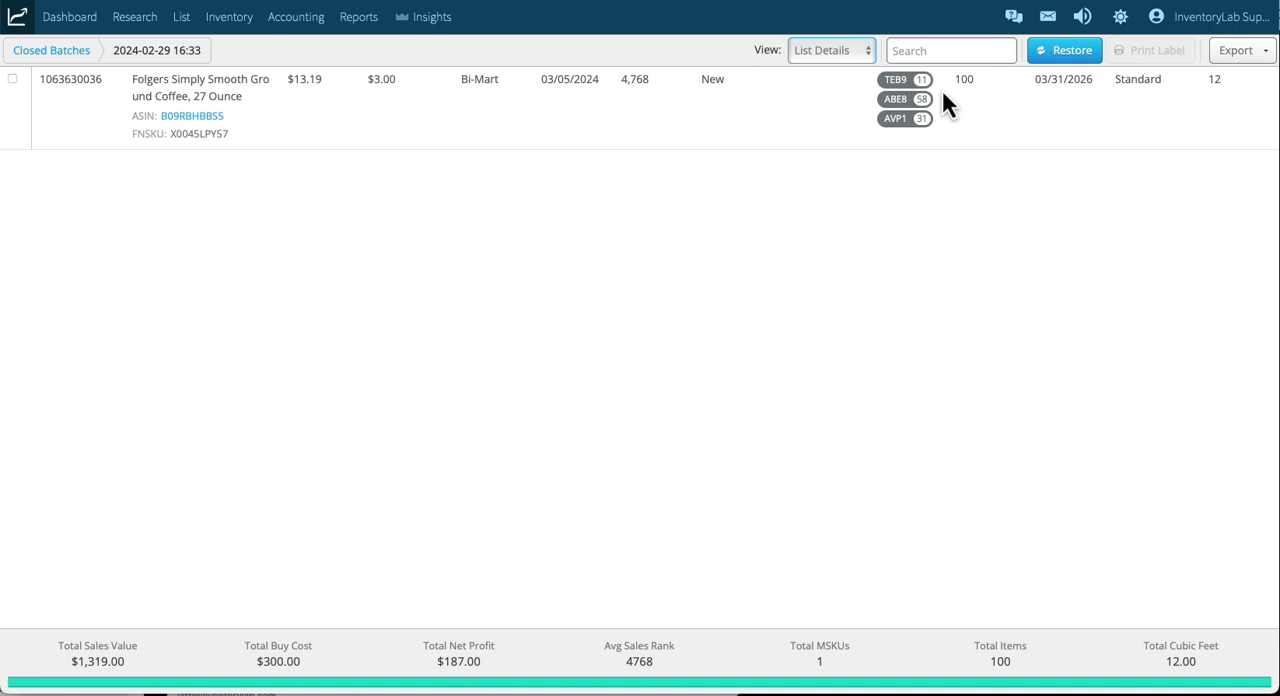 Dashboard Research List Inventory Accounting Reports Insights InventoryLab Sup...
Closed Batches 2024-02-29 16:33 View: List Details Search Restore Print Label Export
1063630036 Folgers Simply Smooth Gro $13.19 $3.00 Bi-Mart 03/05/2024 4,768 New TEB9 11 100 03/31/2026 Standard 12
und Coffee, 27 Ounce ABE8 58
ASIN: B09RBHBBS5 AVP1 31
FNSKU: X0045LPY57
Total Sales Value Total Buy Cost Total Net Profit Avg Sales Rank Total MSKUs Total Items Total Cubic Feet
$1,319.00 $300.00 $187.00 4768 1 100 12.00